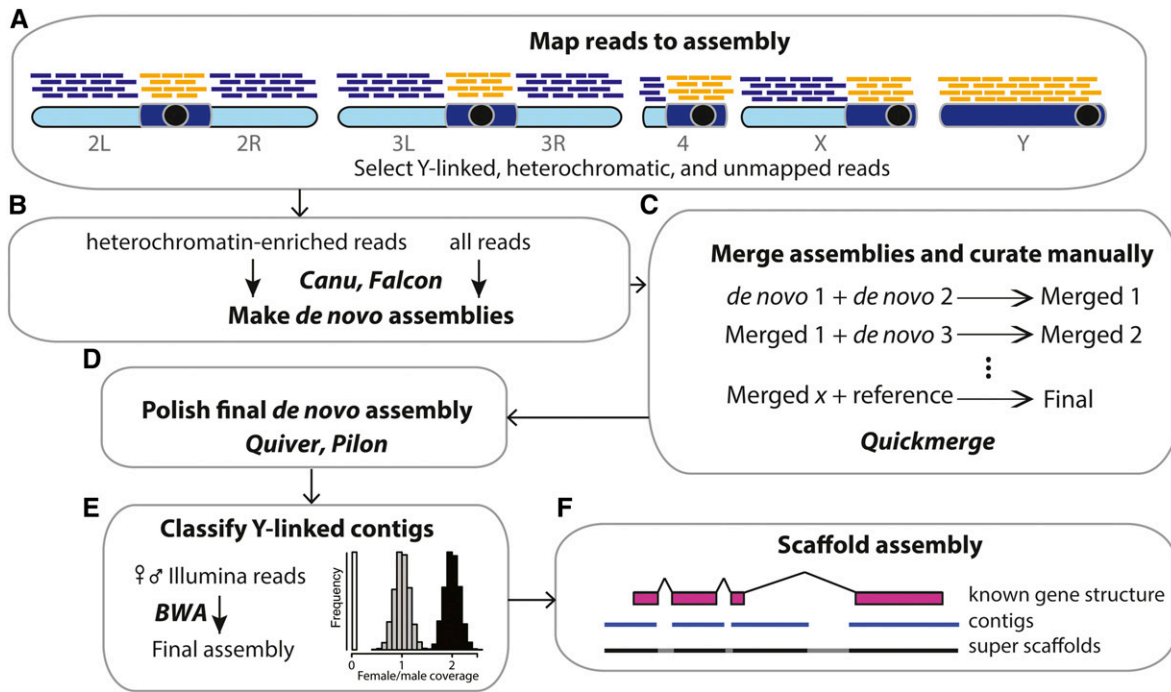 A
Map reads to assembly
2L 2R 3L 3R 4 X Y
Select Y-linked, heterochromatic, and unmapped reads
B
heterochromatin-enriched reads all reads
Canu, Falcon
Make de novo assemblies
C
Merge assemblies and curate manually
de novo 1 + de novo 2 Merged 1
Merged 1 + de novo 3 Merged 2
Merged x + reference Final
Quickmerge
D
Polish final de novo assembly
Quiver, Pilon
E
Classify Y-linked contigs
♀♂ Illumina reads
BWA
Final assembly
Frequency
0 1 2
Female/male coverage
F
Scaffold assembly
known gene structure
contigs
super scaffolds